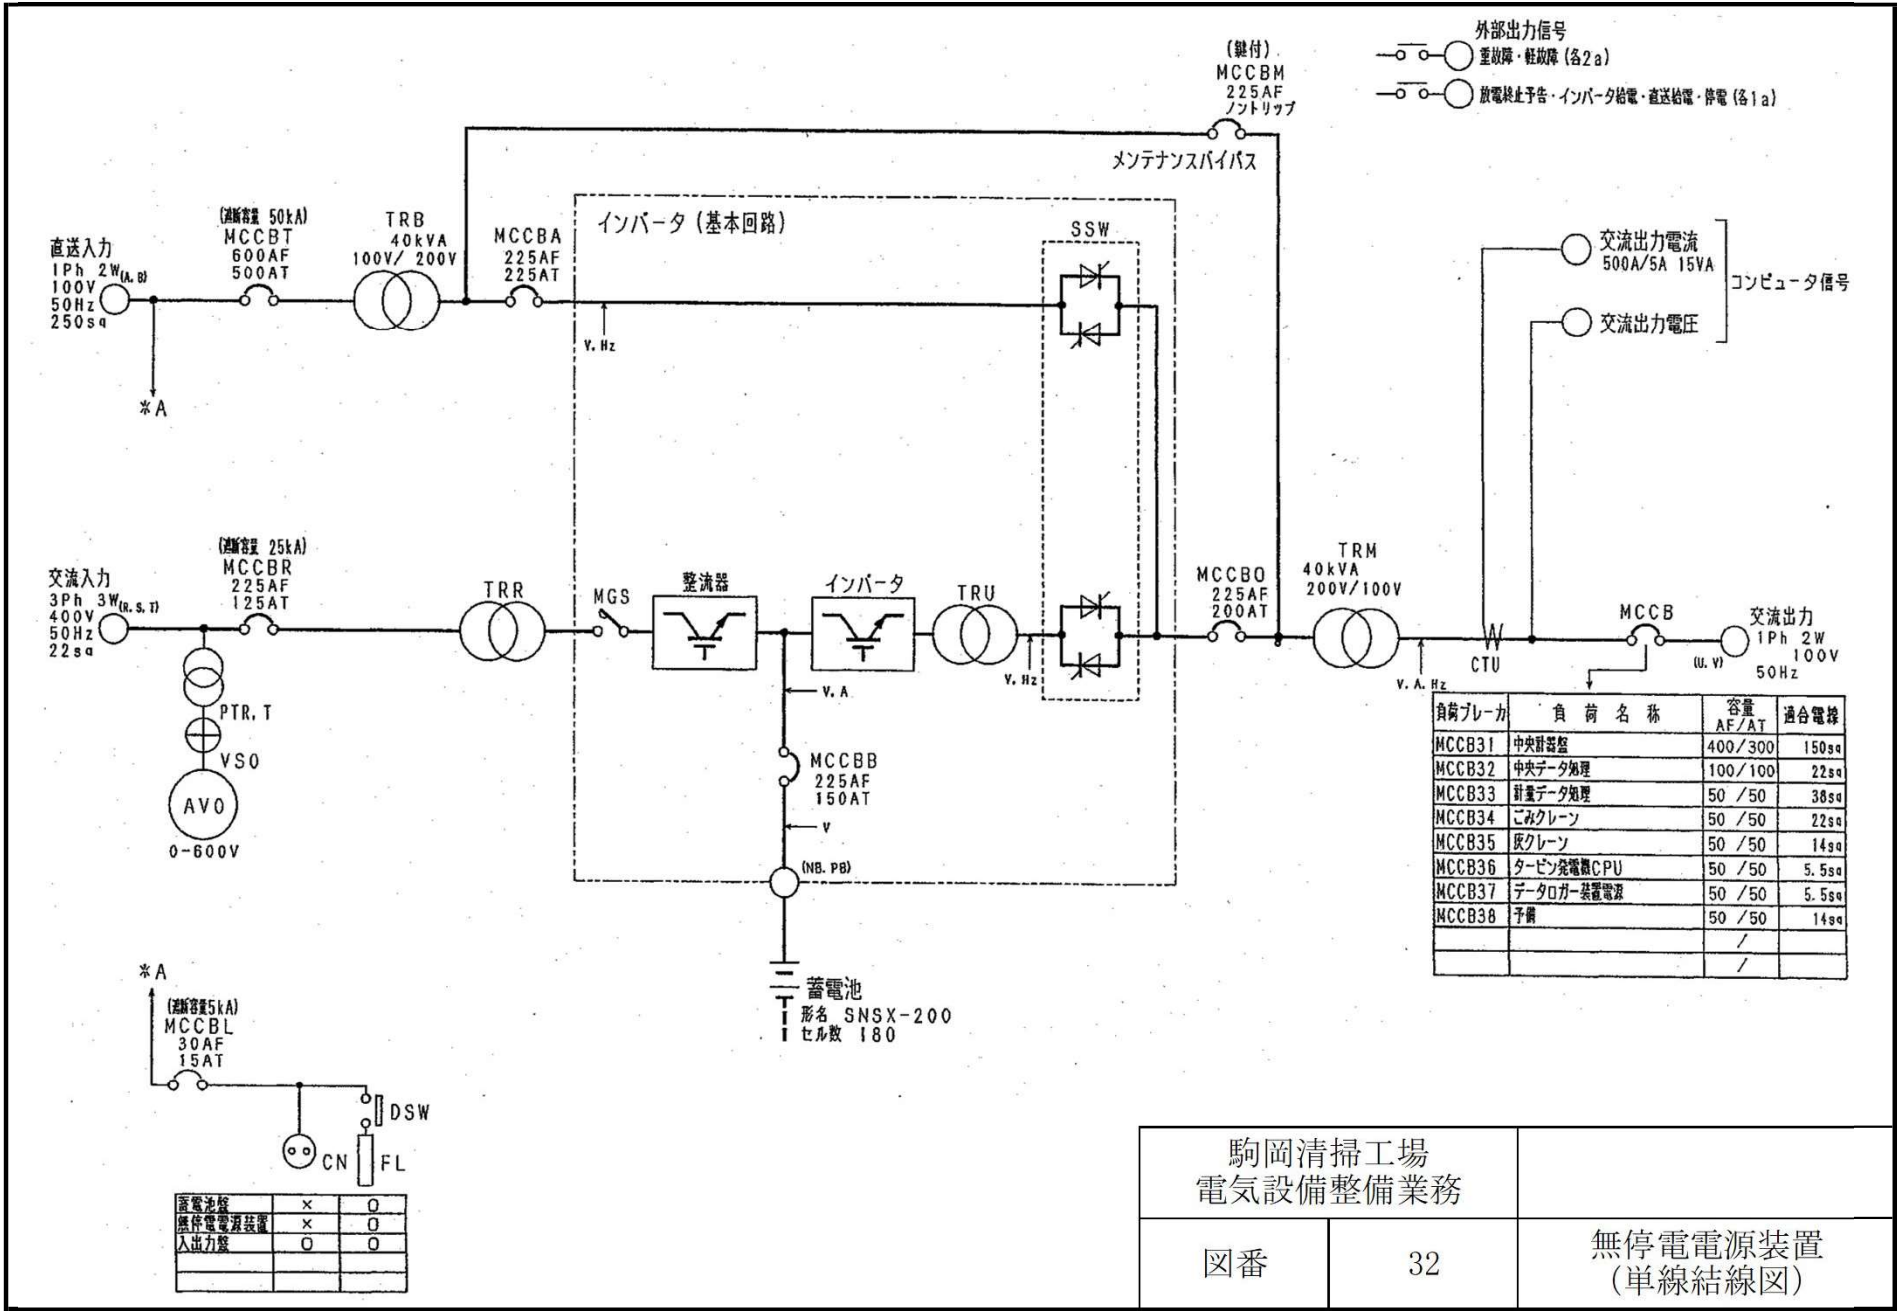 外部出力信号
重故障・軽故障 (各2a)
放電終止予告・インバータ給電・直送給電・停電 (各1a)
(鍵付)
MCCBM
225AF
ノントリップ
メンテナンスバイパス
直送入力
1Ph 2W(A.B)
100V
50Hz
250sq
(遮断容量 50kA)
MCCBT
600AF
500AT
TRB
40kVA
100V/ 200V
MCCBA
225AF
225AT
インバータ (基本回路)
SSW
V.Hz
※A
交流出力電流
500A/5A 15VA
交流出力電圧
コンピュータ信号
交流入力
3Ph 3W(R.S.T)
400V
50Hz
22sq
(遮断容量 25kA)
MCCBR
225AF
125AT
TRR
MGS
整流器
インバータ
TRU
V.Hz
MCCBO
225AF
200AT
TRM
40kVA
200V/100V
V.A.Hz
CTU
MCCB
(U.V)
交流出力
1Ph 2W
100V
50Hz
PTR,T
VSO
AVO
0-600V
V.A
MCCBB
225AF
150AT
V
(NB.PB)
蓄電池
形名 SNSX-200
セル数 180
負荷ブレーカ 負荷名称 容量 AF/AT 適合電線
MCCB31 中央計器盤 400/300 150sq
MCCB32 中央データ処理 100/100 22sq
MCCB33 計量データ処理 50 /50 38sq
MCCB34 ごみクレーン 50 /50 22sq
MCCB35 灰クレーン 50 /50 14sq
MCCB36 タービン発電機CPU 50 /50 5.5sq
MCCB37 データロガー装置電源 50 /50 5.5sq
MCCB38 予備 50 /50 14sq
/
/
※A
(遮断容量5kA)
MCCBL
30AF
15AT
DSW
CN
FL
蓄電池盤 × O
無停電電源装置 × O
入出力盤 O O
駒岡清掃工場
電気設備整備業務
図番 32
無停電電源装置
(単線結線図)